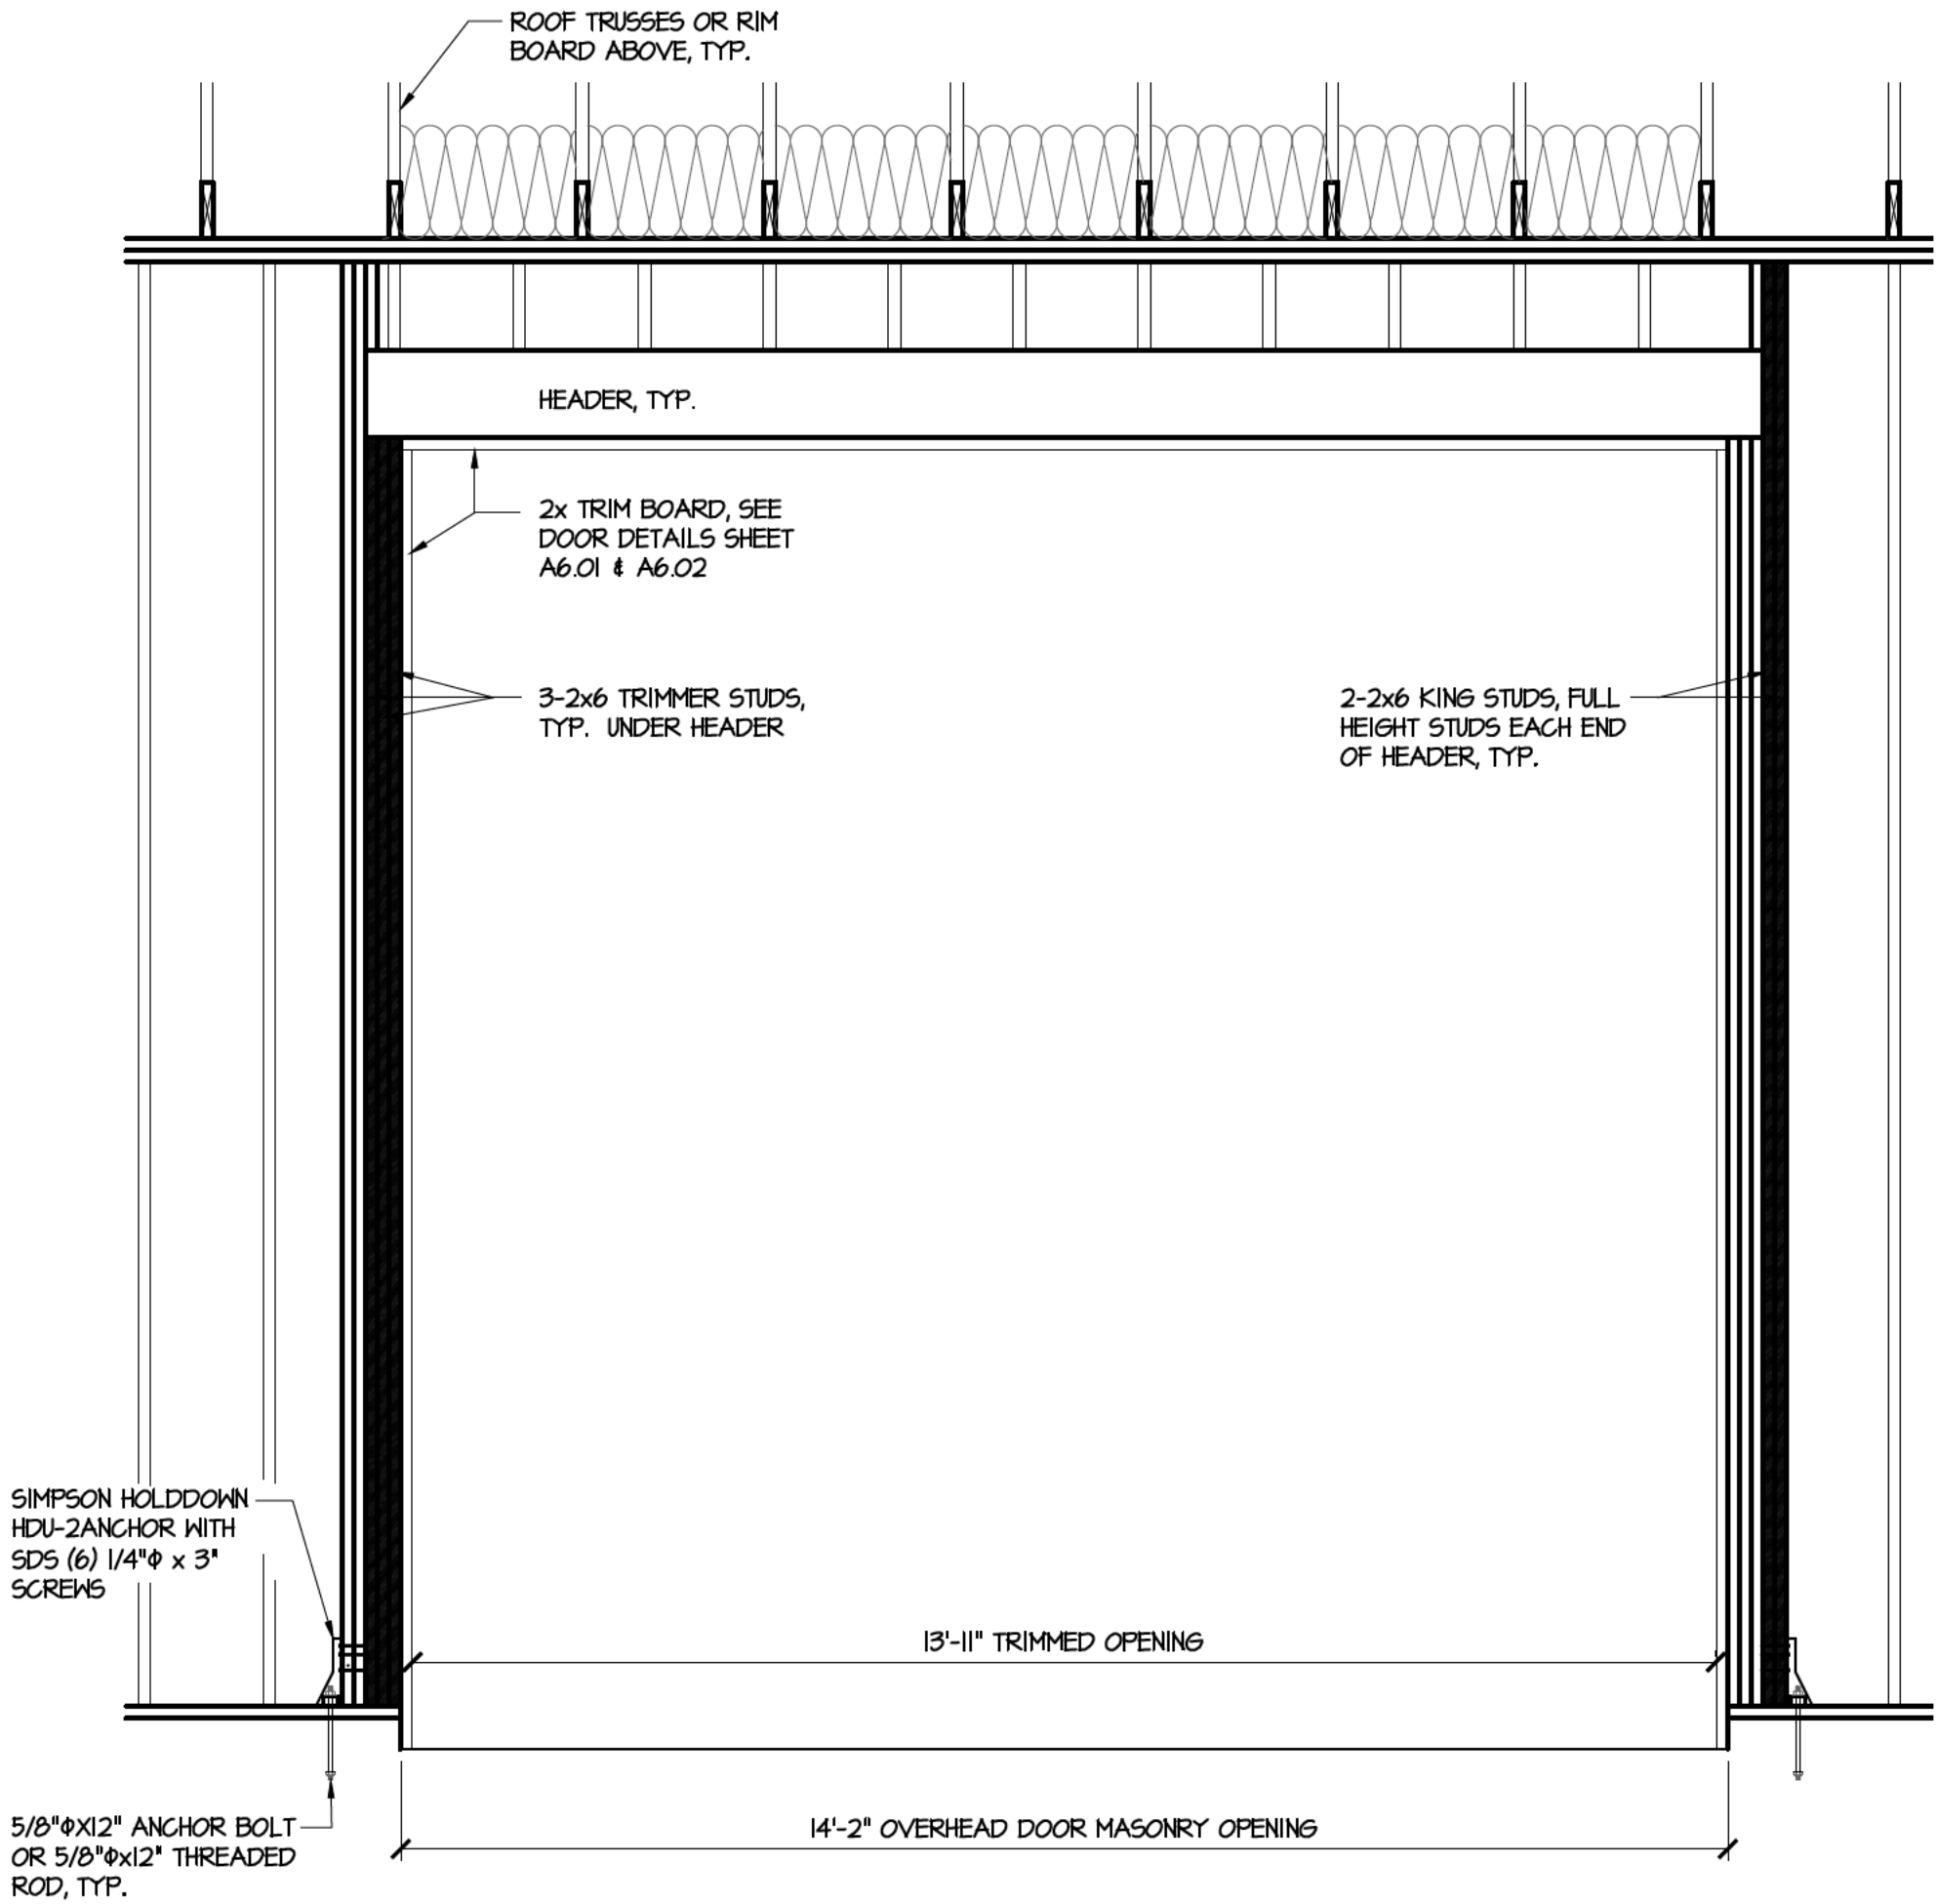 ROOF TRUSSES OR RIM
BOARD ABOVE, TYP.
HEADER, TYP.
2x TRIM BOARD, SEE
DOOR DETAILS SHEET
A6.01 & A6.02
3-2x6 TRIMMER STUDS,
TYP. UNDER HEADER
2-2x6 KING STUDS, FULL
HEIGHT STUDS EACH END
OF HEADER, TYP.
SIMPSON HOLDDOWN
HDU-2ANCHOR WITH
SDS (6) 1/4"Φ x 3"
SCREWS
13'-11" TRIMMED OPENING
5/8"ΦX12" ANCHOR BOLT
OR 5/8"Φx12" THREADED
ROD, TYP.
14'-2" OVERHEAD DOOR MASONRY OPENING